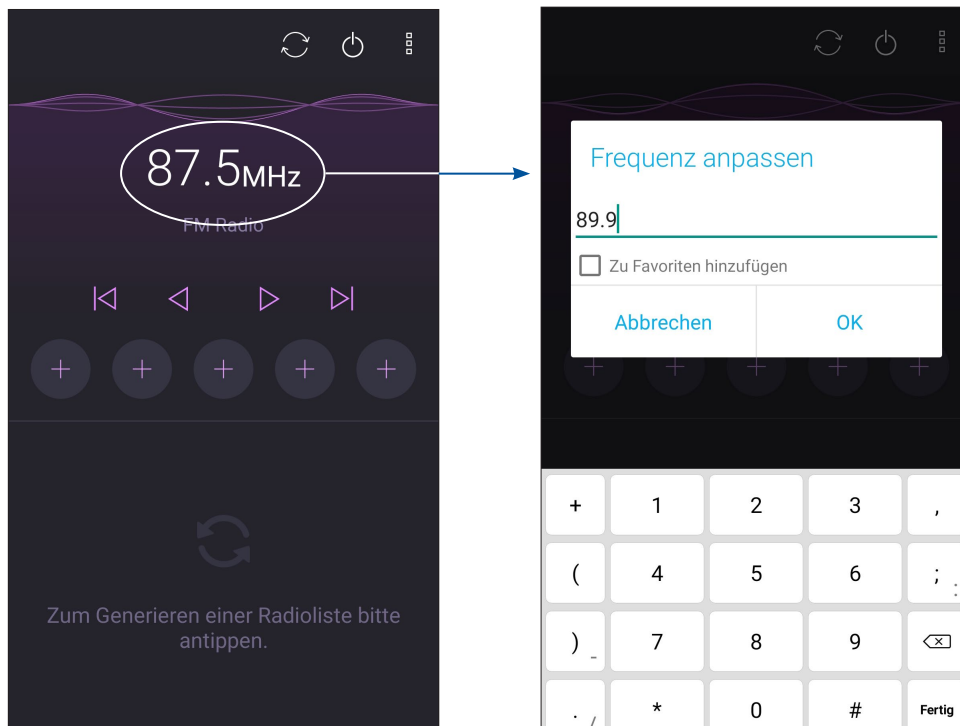 87.5MHz
FM Radio
+ + + + +
Zum Generieren einer Radioliste bitte
antippen.
Frequenz anpassen
89.9
Zu Favoriten hinzufügen
Abbrechen OK
+ + + + +
+ 1 2 3 ,
( 4 5 6 ; :
) - 7 8 9
. / * 0 # Fertig